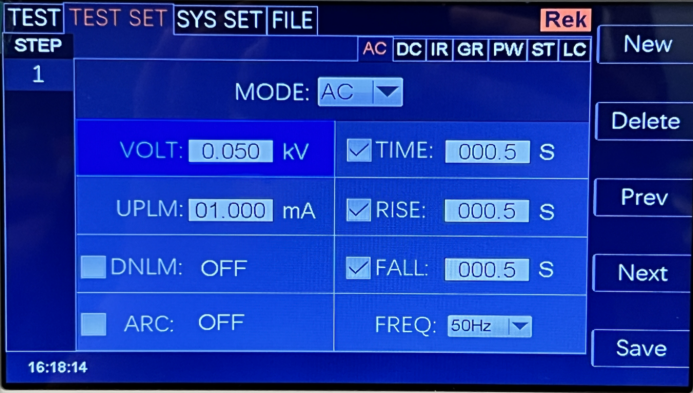 TEST TEST SET SYS SET FILE Rek
STEP AC DC IR GR PW ST LC New
1 MODE: AC
Delete
VOLT: 0.050 kV TIME: 000.5 S
UPLM: 01.000 mA RISE: 000.5 S Prev
DNLM: OFF FALL: 000.5 S Next
ARC: OFF FREQ: 50Hz
Save
16:18:14